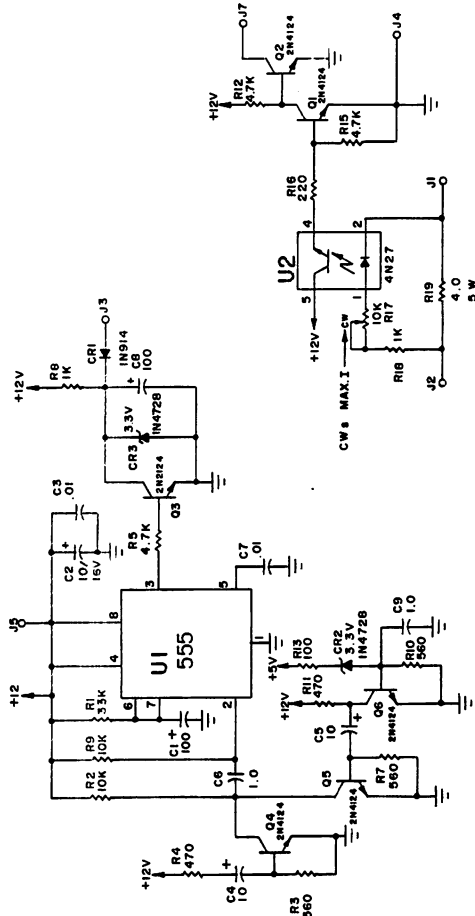 +12
J5
C3
.01
C2
10/
15V
+
R2
10K
R9
10K
R1
33K
4
8
6
7
2
U1
555
3
5
1
C1
100
+
C6
1.0
C7
.01
R5
4.7K
Q3
2N2124
CR3
3.3V
1N4728
+12V
R8
1K
CR1
1N914
C8
100
+
J3
+12V
R4
470
C4
10
+
R3
560
Q4
2N4124
Q5
2N4124
R7
560
C5
10
+
+12V
R11
470
+5V
R13
100
CR2
3.3V
1N4728
Q6
2N4124
R10
560
C9
1.0
+12V
R12
4.7K
Q2
2N4124
J7
Q1
2N4124
R15
4.7K
J4
R16
220
U2
4N27
5
4
1
2
+12V
CW= MAX. I
CW
10K
R17
R18
1K
R19
4.0
5W
J2
J1